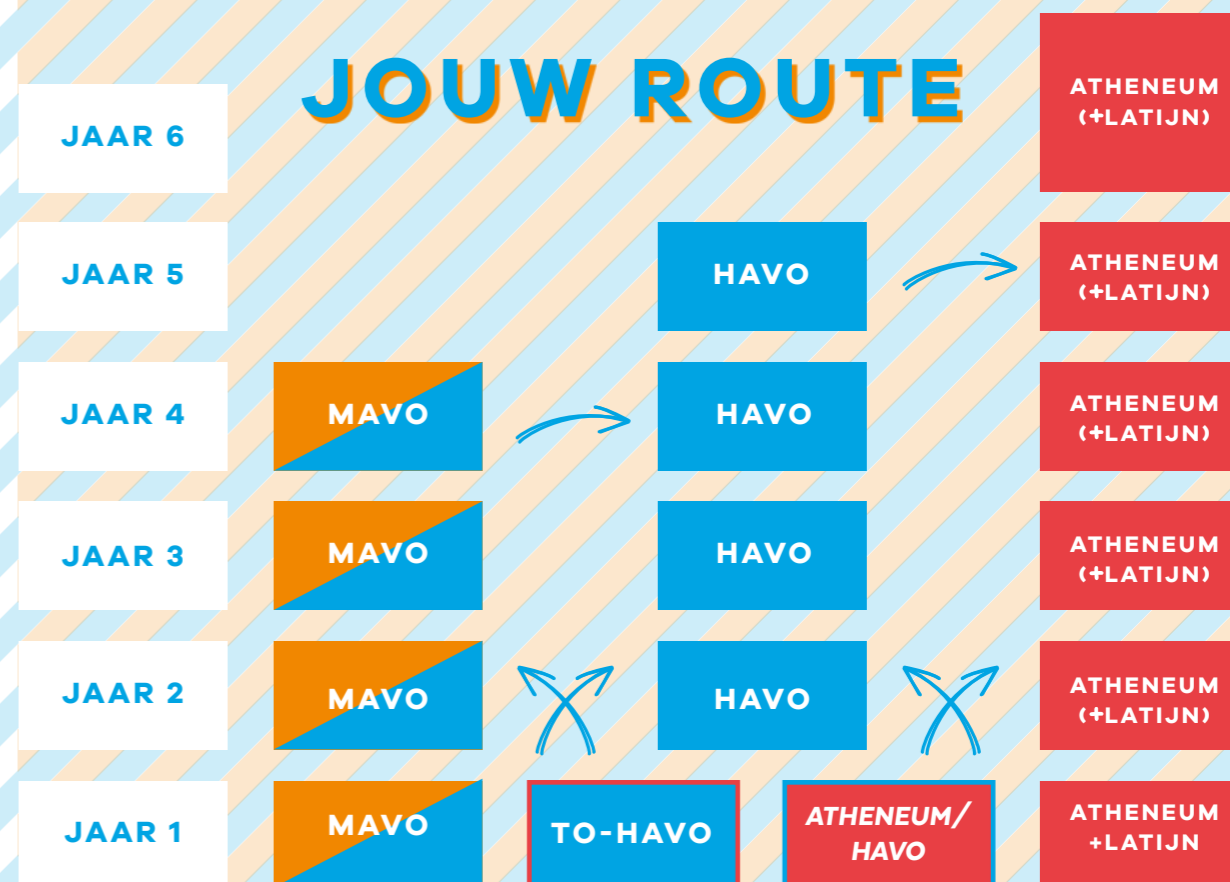 JOUW ROUTE
JAAR 6
ATHENEUM
(+LATIJN)
JAAR 5
HAVO
ATHENEUM
(+LATIJN)
JAAR 4
MAVO
HAVO
ATHENEUM
(+LATIJN)
JAAR 3
MAVO
HAVO
ATHENEUM
(+LATIJN)
JAAR 2
MAVO
HAVO
ATHENEUM
(+LATIJN)
JAAR 1
MAVO
TO-HAVO
ATHENEUM/
HAVO
ATHENEUM
+LATIJN